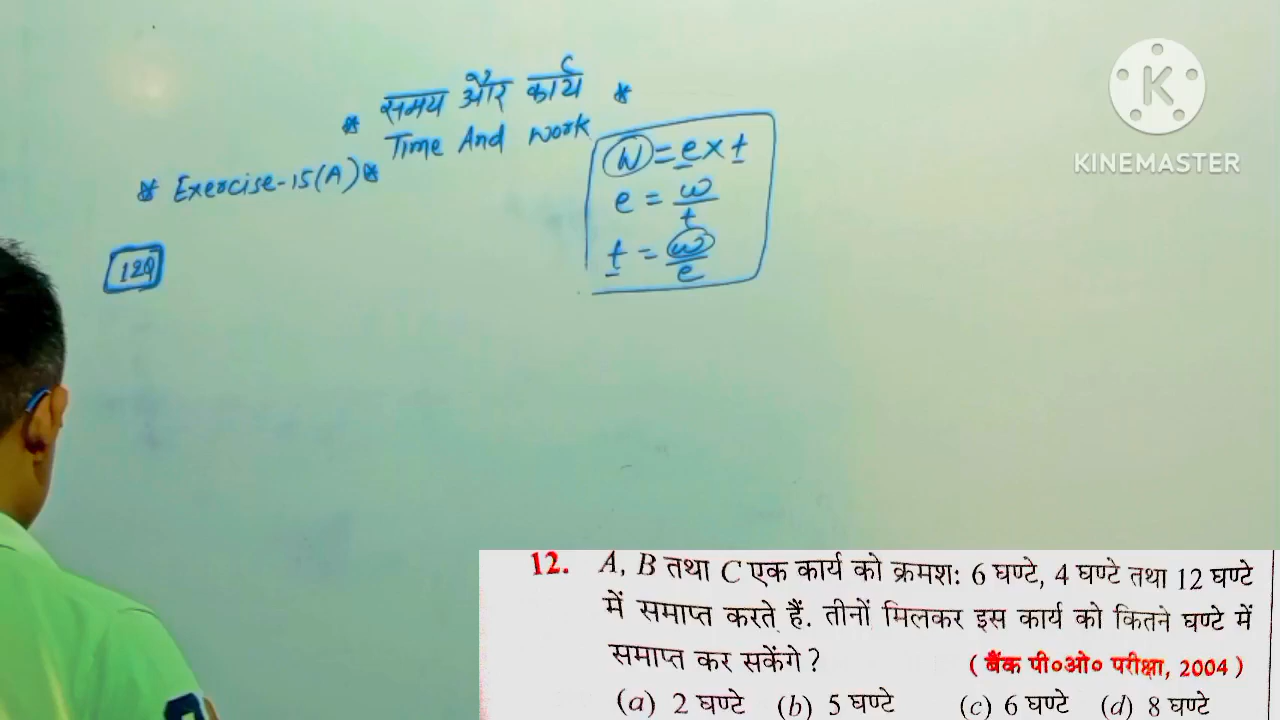 * समय और कार्य *
Time And Work
* Exercise-15(A) *
W = e x t
e = w/t
t = w/e
12Q
K
KINEMASTER
12. A, B तथा C एक कार्य को क्रमश: 6 घण्टे, 4 घण्टे तथा 12 घण्टे
में समाप्त करते हैं. तीनों मिलकर इस कार्य को कितने घण्टे में
समाप्त कर सकेंगे ? ( बैंक पी०ओ० परीक्षा, 2004 )
(a) 2 घण्टे (b) 5 घण्टे (c) 6 घण्टे (d) 8 घण्टे